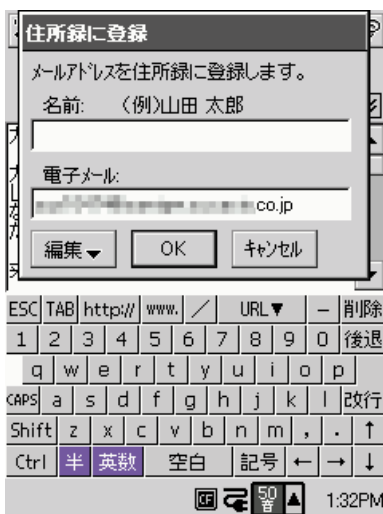 住所録に登録
メールアドレスを住所録に登録します。
名前: (例)山田 太郎
電子メール:
co.jp
編集▼ OK キャンセル
ESC TAB http:// www. / URL▼ － 削除
1 2 3 4 5 6 7 8 9 0 後退
q w e r t y u i o p
CAPS a s d f g h j k l 改行
Shift z x c v b n m , . ↑
Ctrl 半 英数 空白 記号 ← → ↓
50音 ▲ 1:32PM